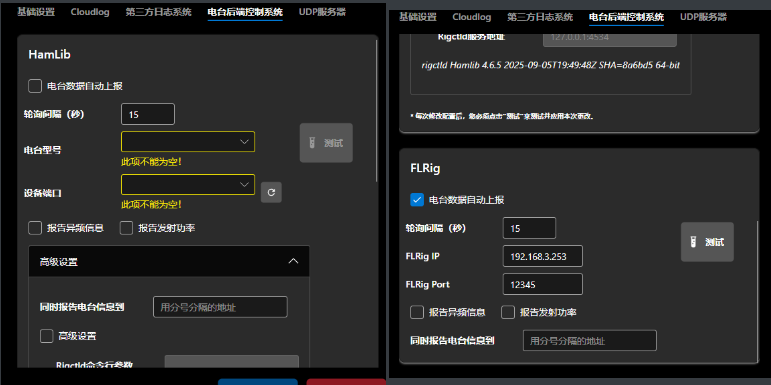 基础设置 Cloudlog 第三方日志系统 电台后端控制系统 UDP服务器
HamLib
电台数据自动上报
轮询间隔（秒） 15
电台型号
此项不能为空!
测试
设备端口
此项不能为空!
报告异频信息 报告发射功率
高级设置
同时报告电台信息到 用分号分隔的地址
高级设置
Rigctld命令行参数
基础设置 Cloudlog 第三方日志系统 电台后端控制系统 UDP服务器
Rigctld服务地址 127.0.0.1:4534
rigctld Hamlib 4.6.5 2025-09-05T19:49:48Z SHA=8a6bd5 64-bit
* 每次修改配置后，您必须点击"测试"来测试并应用本次更改。
FLRig
电台数据自动上报
轮询间隔（秒） 15
测试
FLRig IP 192.168.3.253
FLRig Port 12345
报告异频信息 报告发射功率
同时报告电台信息到 用分号分隔的地址